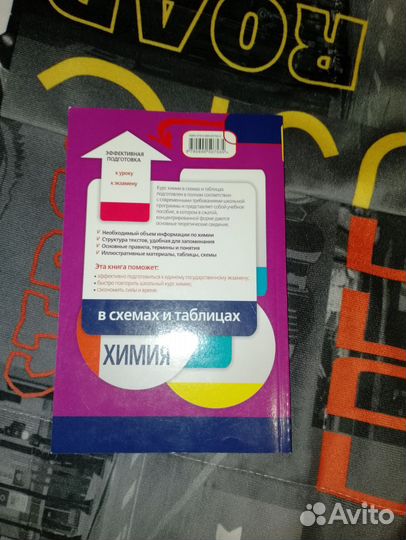 ROAD
ЭФФЕКТИВНАЯ
ПОДГОТОВКА
к уроку
к экзамену
Курс химии в схемах и таблицах
подготовлен в полном соответствии
с современными требованиями школьной
программы и представляет собой учебное
пособие, в котором в сжатой,
концентрированной форме даются
основные теоретические сведения.
Необходимый объем информации по химии
Структура текстов, удобная для запоминания
Основные правила, термины и понятия
Иллюстративные материалы, таблицы, схемы
Эта книга поможет:
• эффективно подготовиться к единому государственному экзамену;
• быстро повторить школьный курс химии;
• сэкономить силы и время.
в схемах и таблицах
ХИМИЯ
Avito